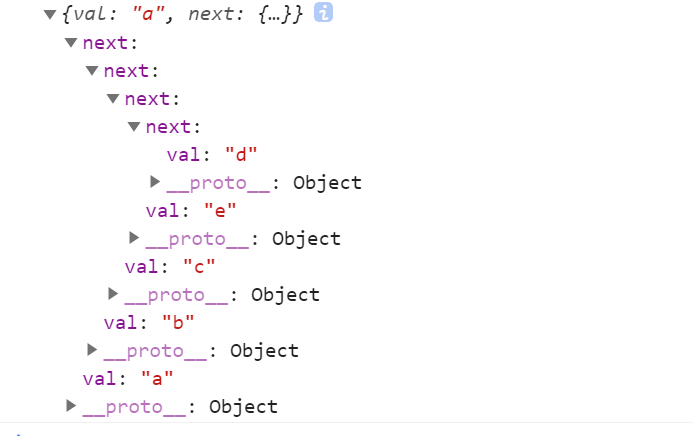 {val: "a", next: {…}} i
next:
next:
next:
next:
val: "d"
__proto__: Object
val: "e"
__proto__: Object
val: "c"
__proto__: Object
val: "b"
__proto__: Object
val: "a"
__proto__: Object